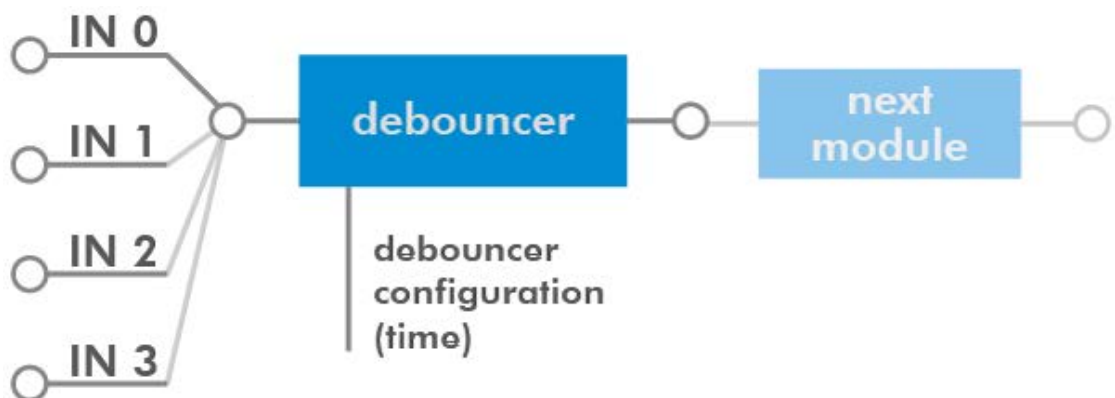 IN 0
IN 1
IN 2
IN 3
debouncer
debouncer
configuration
(time)
next
module